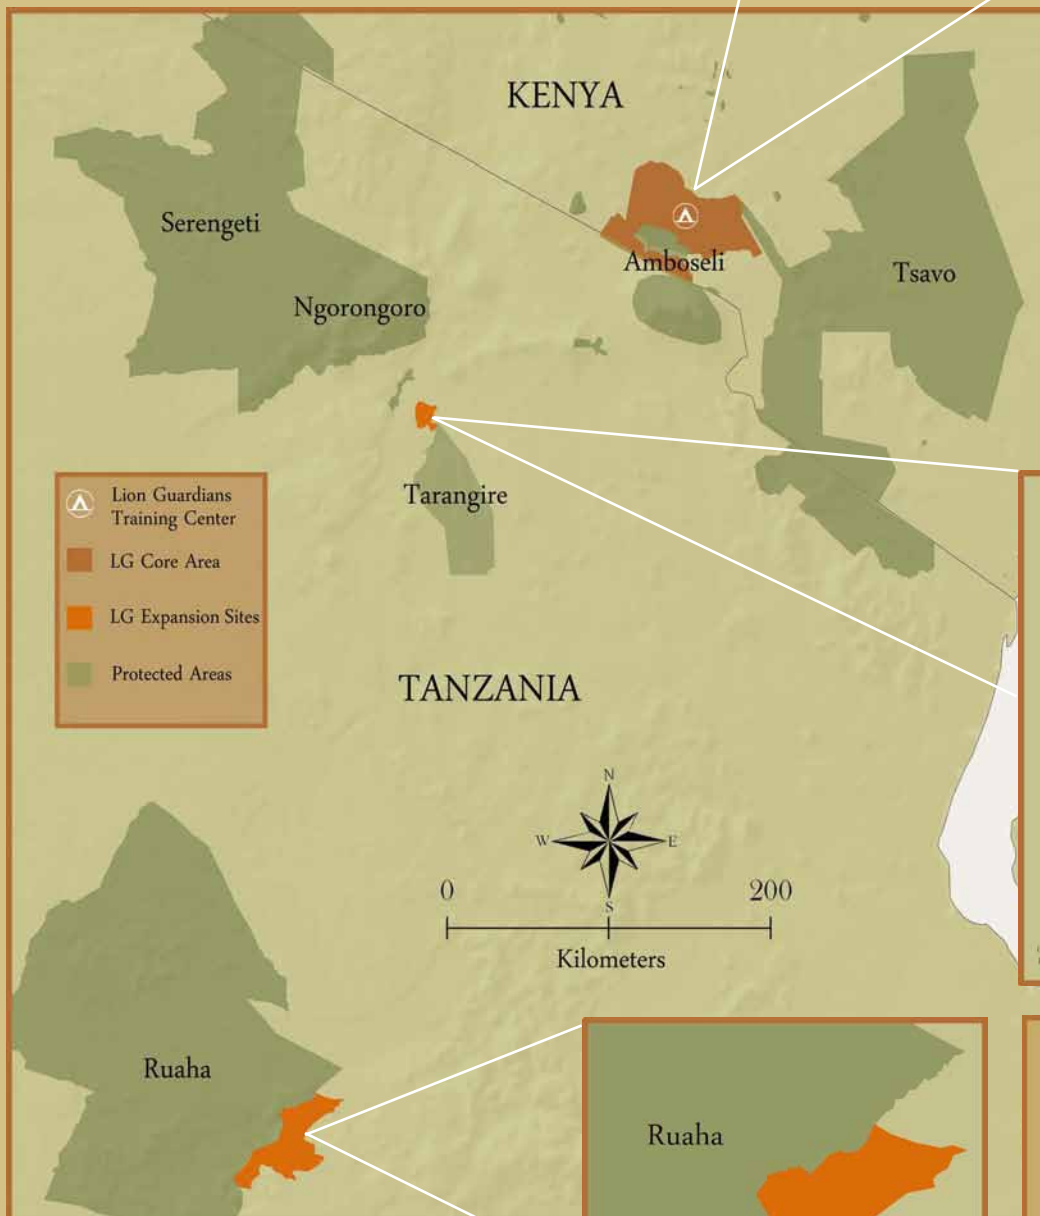 KENYA
Serengeti
Amboseli
Tsavo
Ngorongoro
Tarangire
Lion Guardians
Training Center
LG Core Area
LG Expansion Sites
Protected Areas
TANZANIA
N
W
E
S
0
200
Kilometers
Ruaha
Ruaha